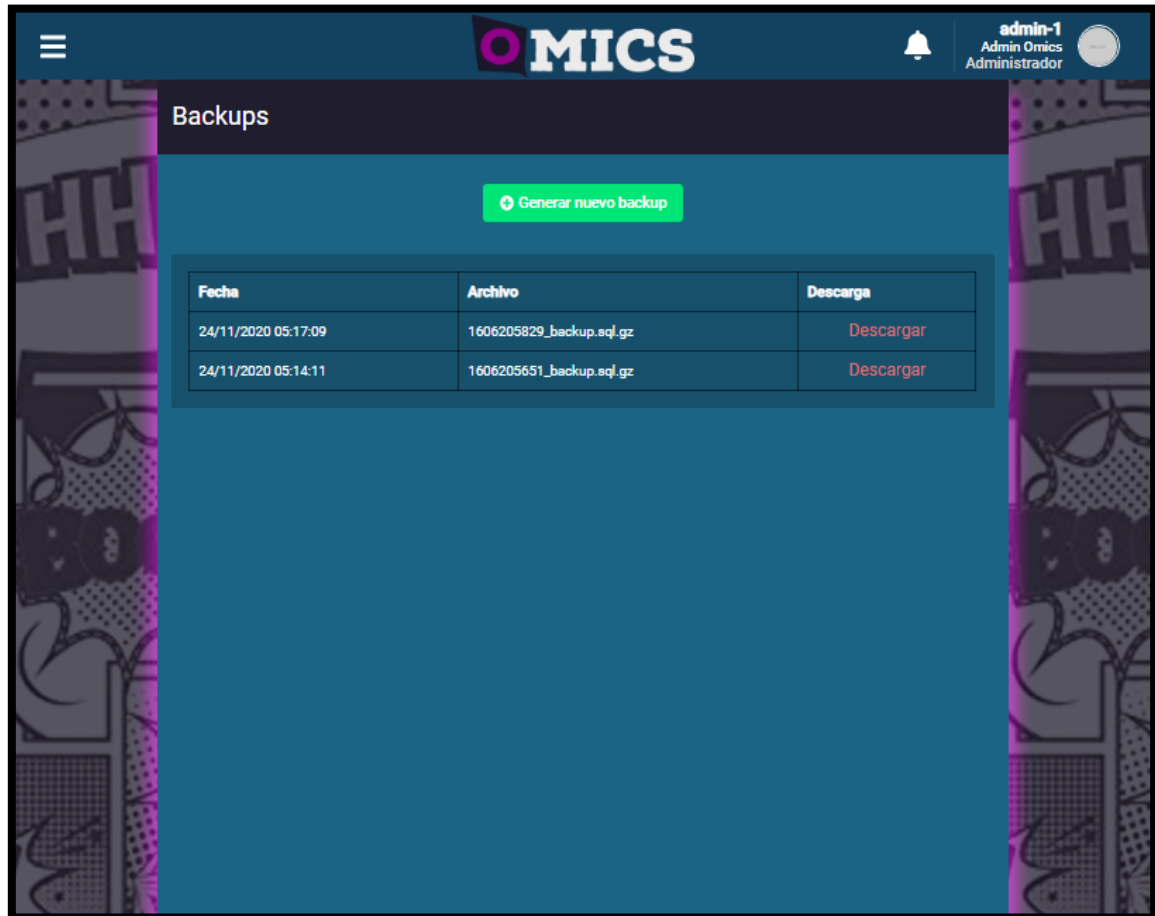 OMICS
admin-1
Admin Omics
Administrador
Backups
Generar nuevo backup
Fecha Archivo Descarga
24/11/2020 05:17:09 1606205829_backup.sql.gz Descargar
24/11/2020 05:14:11 1606205651_backup.sql.gz Descargar